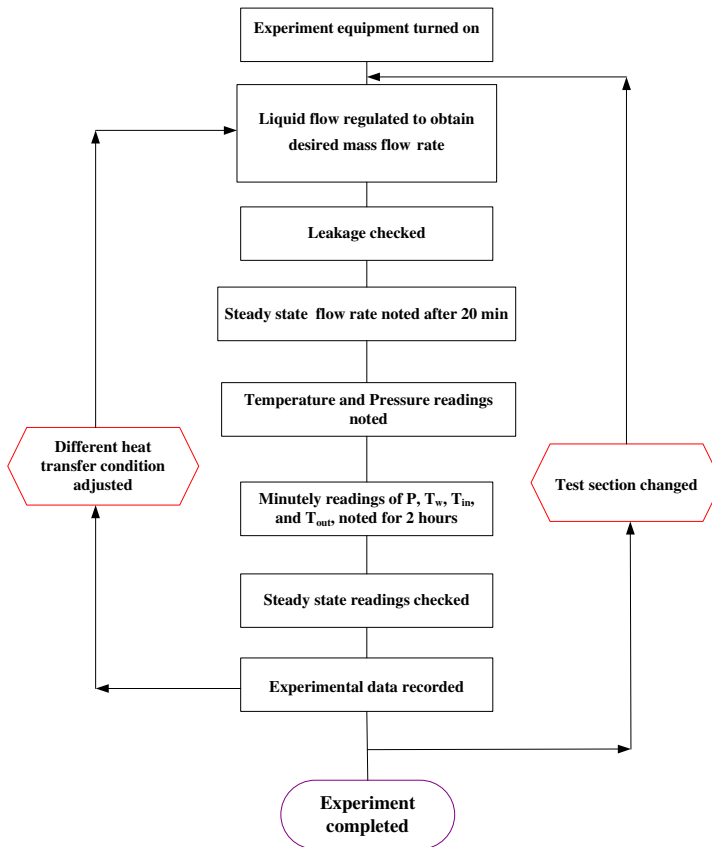 Experiment equipment turned on
Liquid flow regulated to obtain
desired mass flow rate
Leakage checked
Steady state flow rate noted after 20 min
Temperature and Pressure readings
noted
Different heat
transfer condition
adjusted
Test section changed
Minutely readings of P, Tw, Tin,
and Tout, noted for 2 hours
Steady state readings checked
Experimental data recorded
Experiment
completed